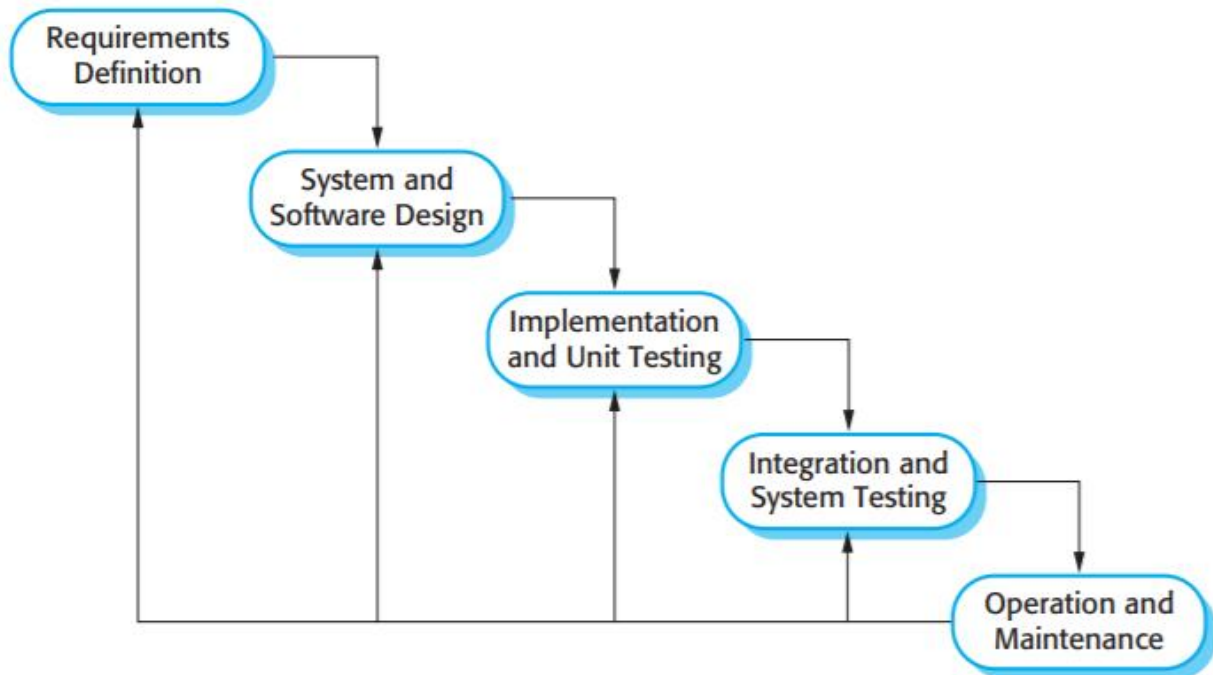 Requirements
Definition
System and
Software Design
Implementation
and Unit Testing
Integration and
System Testing
Operation and
Maintenance